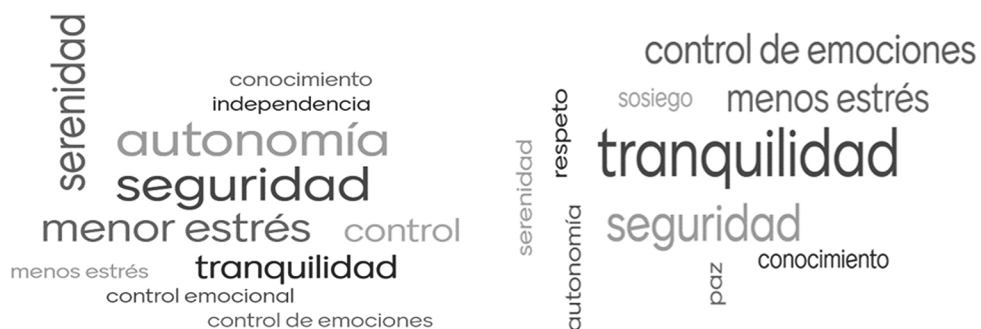 serenidad
conocimiento
independencia
autonomía
seguridad
menor estrés
control
menos estrés
tranquilidad
control emocional
control de emociones
control de emociones
sosiego
menos estrés
respeto
tranquilidad
serenidad
seguridad
autonomía
conocimiento
paz